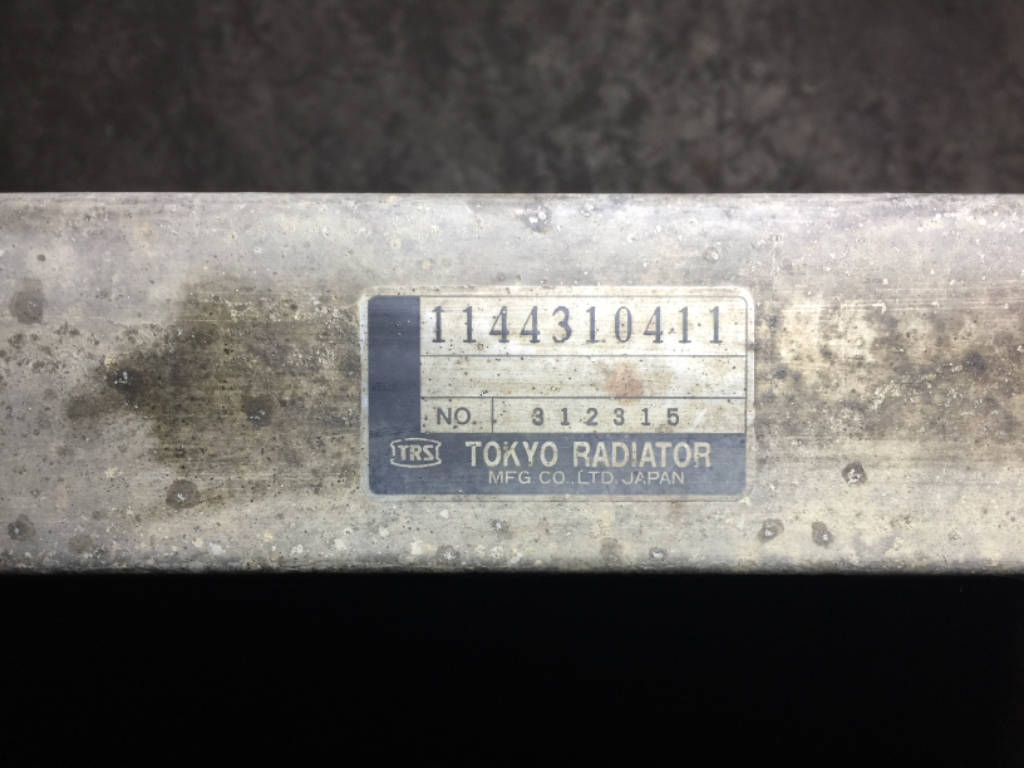 1144310411
NO. 312315
TRS TOKYO RADIATOR
MFG CO.,LTD. JAPAN